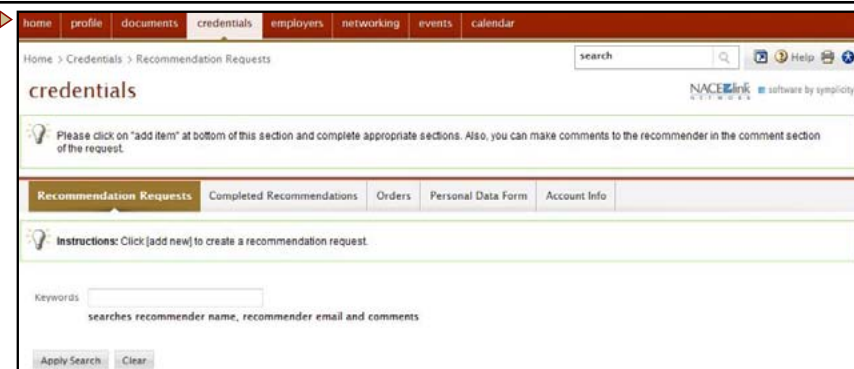 home profile documents credentials employers networking events calendar
Home > Credentials > Recommendation Requests
search
Help
credentials
NACElink NETWORK software by symplicity
Please click on "add item" at bottom of this section and complete appropriate sections. Also, you can make comments to the recommender in the comment section
of the request.
Recommendation Requests Completed Recommendations Orders Personal Data Form Account Info
Instructions: Click [add new] to create a recommendation request.
Keywords
searches recommender name, recommender email and comments
Apply Search Clear